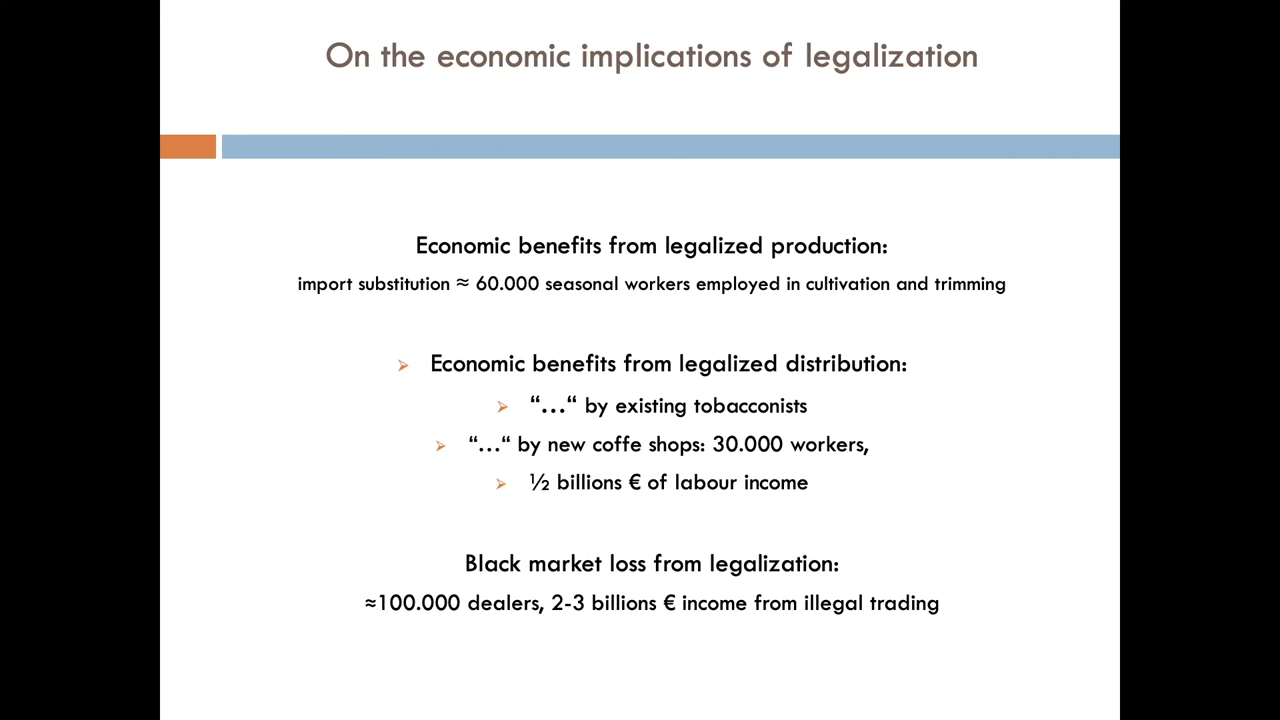 On the economic implications of legalization
Economic benefits from legalized production:
import substitution ≈ 60.000 seasonal workers employed in cultivation and trimming
Economic benefits from legalized distribution:
“…“ by existing tobacconists
“…“ by new coffe shops: 30.000 workers,
½ billions € of labour income
Black market loss from legalization:
≈100.000 dealers, 2-3 billions € income from illegal trading